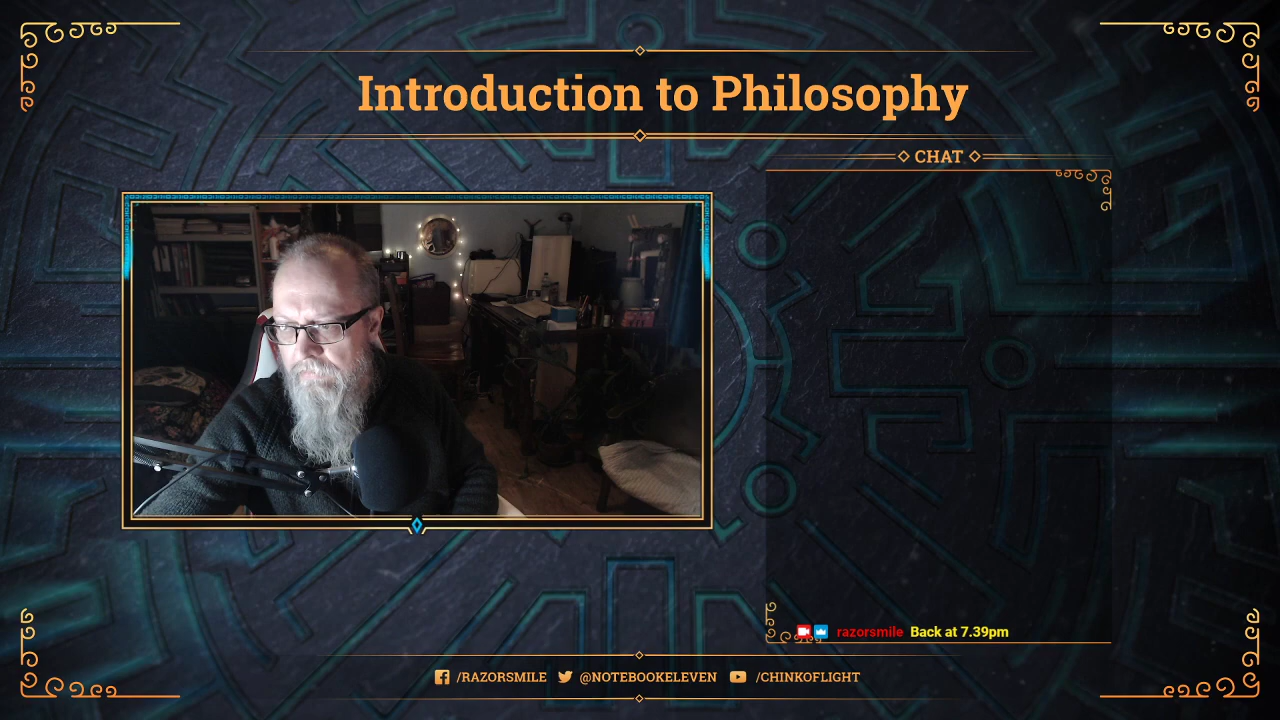 Introduction to Philosophy
CHAT
razorsmile Back at 7.39pm
/RAZORSMILE @NOTEBOOKELEVEN /CHINKOFLIGHT